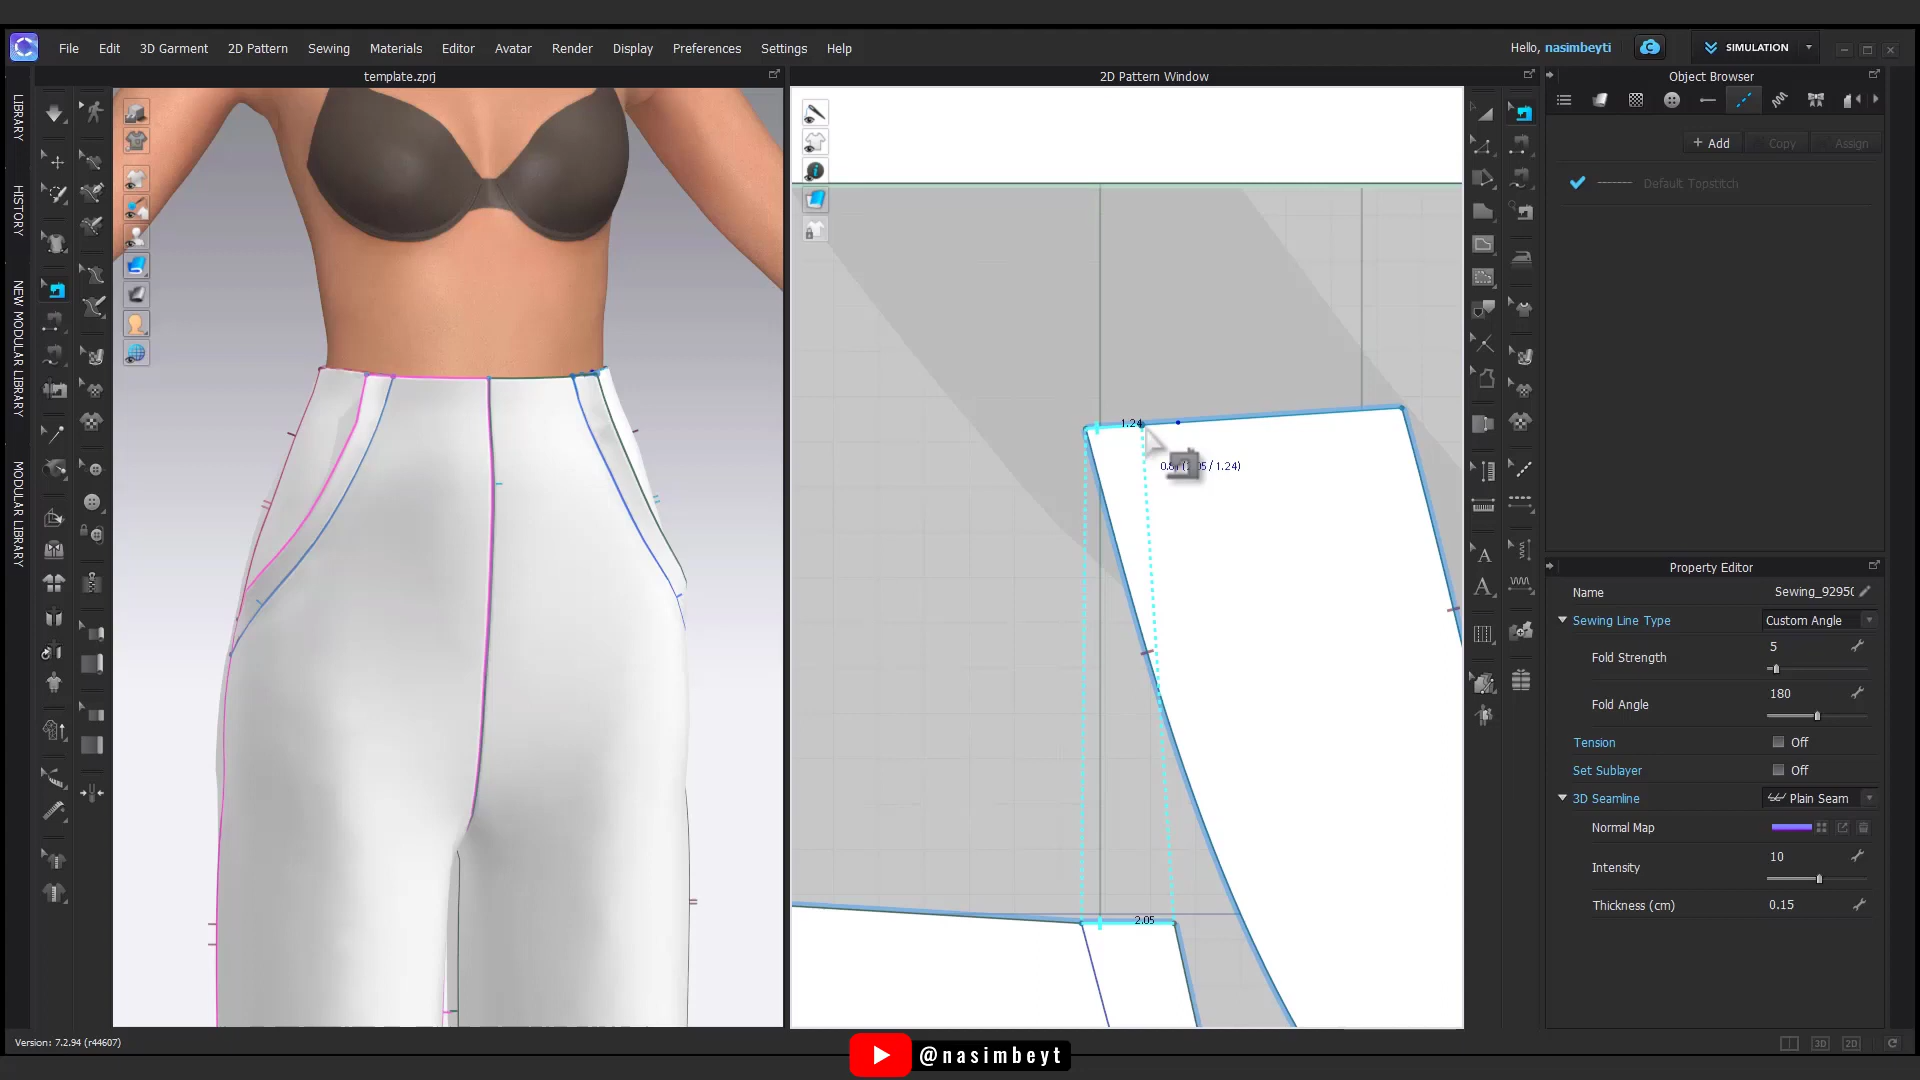 File Edit 3D Garment 2D Pattern Sewing Materials Editor Avatar Render Display Preferences Settings Help
Hello, nasimbeyti
SIMULATION
template.zprj
2D Pattern Window
Object Browser
LIBRARY
HISTORY
NEW MODULAR LIBRARY
MODULAR LIBRARY
+ Add Copy Assign
Default Topstitch
1.24
2.05
Property Editor
Name Sewing_9295
Sewing Line Type Custom Angle
Fold Strength 5
Fold Angle 180
Tension Off
Set Sublayer Off
3D Seamline Plain Seam
Normal Map
Intensity 10
Thickness (cm) 0.15
Version: 7.2.94 (r44607)
3D 2D
@nasimbeyt